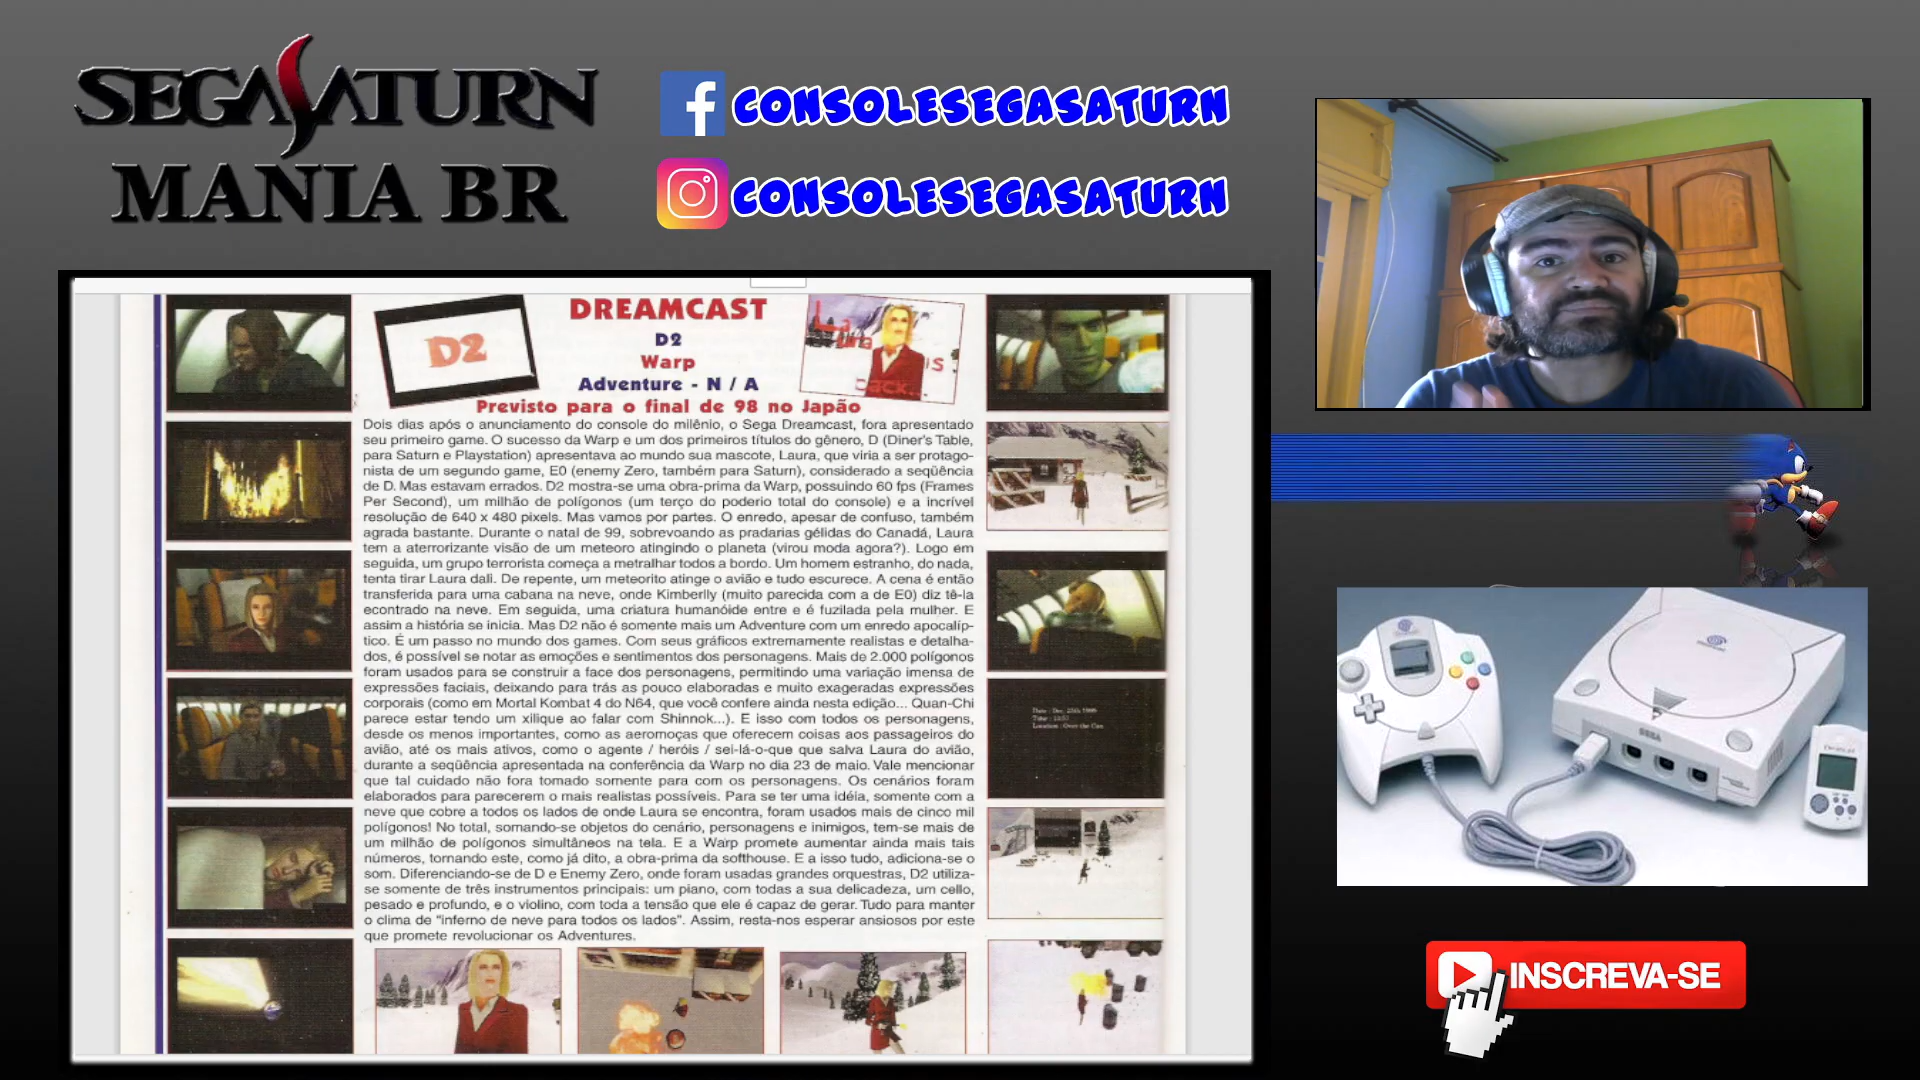 SEGA SATURN
MANIA BR
CONSOLESEGASATURN
CONSOLESEGASATURN
DREAMCAST
D2
D2
Warp
Adventure - N / A
Previsto para o final de 98 no Japão
Dois dias após o anunciamento do console do milênio, o Sega Dreamcast, fora apresentado
seu primeiro game. O sucesso da Warp e um dos primeiros títulos do gênero, D (Diner's Table,
para Saturn e Playstation) apresentava ao mundo sua mascote, Laura, que viria a ser protago-
nista de um segundo game, E0 (enemy Zero, também para Saturn), considerado a seqüência
de D. Mas estavam errados. D2 mostra-se uma obra-prima da Warp, possuindo 60 fps (Frames
Per Second), um milhão de polígonos (um terço do poderio total do console) e a incrível
resolução de 640 x 480 pixels. Mas vamos por partes. O enredo, apesar de confuso, também
agrada bastante. Durante o natal de 99, sobrevoando as pradarias gélidas do Canadá, Laura
tem a aterrorizante visão de um meteoro atingindo o planeta (virou moda agora?). Logo em
seguida, um grupo terrorista começa a metralhar todos a bordo. Um homem estranho, do nada,
tenta tirar Laura dali. De repente, um meteorito atinge o avião e tudo escurece. A cena é então
transferida para uma cabana na neve, onde Kimberlly (muito parecida com a de E0) diz tê-la
econtrado na neve. Em seguida, uma criatura humanóide entre e é fuzilada pela mulher. E
assim a história se inicia. Mas D2 não é somente mais um Adventure com um enredo apocalíp-
tico. É um passo no mundo dos games. Com seus gráficos extremamente realistas e detalha-
dos, é possível se notar as emoções e sentimentos dos personagens. Mais de 2.000 polígonos
foram usados para se construir a face dos personagens, permitindo uma variação imensa de
expressões faciais, deixando para trás as pouco elaboradas e muito exageradas expressões
corporais (como em Mortal Kombat 4 do N64, que você confere ainda nesta edição... Quan-Chi
parece estar tendo um xilique ao falar com Shinnok...). E isso com todos os personagens,
desde os menos importantes, como as aeromoças que oferecem coisas aos passageiros do
avião, até os mais ativos, como o agente / heróis / sei-lá-o-que que salva Laura do avião,
durante a seqüência apresentada na conferência da Warp no dia 23 de maio. Vale mencionar
que tal cuidado não fora tomado somente para com os personagens. Os cenários foram
elaborados para parecerem o mais realistas possíveis. Para se ter uma idéia, somente com a
neve que cobre a todos os lados de onde Laura se encontra, foram usados mais de cinco mil
polígonos! No total, somando-se objetos do cenário, personagens e inimigos, tem-se mais de
um milhão de polígonos simultâneos na tela. E a Warp promete aumentar ainda mais tais
números, tornando este, como já dito, a obra-prima da softhouse. E a isso tudo, adiciona-se o
som. Diferenciando-se de D e Enemy Zero, onde foram usadas grandes orquestras, D2 utiliza-
se somente de três instrumentos principais: um piano, com todas a sua delicadeza, um cello,
pesado e profundo, e o violino, com toda a tensão que ele é capaz de gerar. Tudo para manter
o clima de "inferno de neve para todos os lados". Assim, resta-nos esperar ansiosos por este
que promete revolucionar os Adventures.
SEGA
INSCREVA-SE